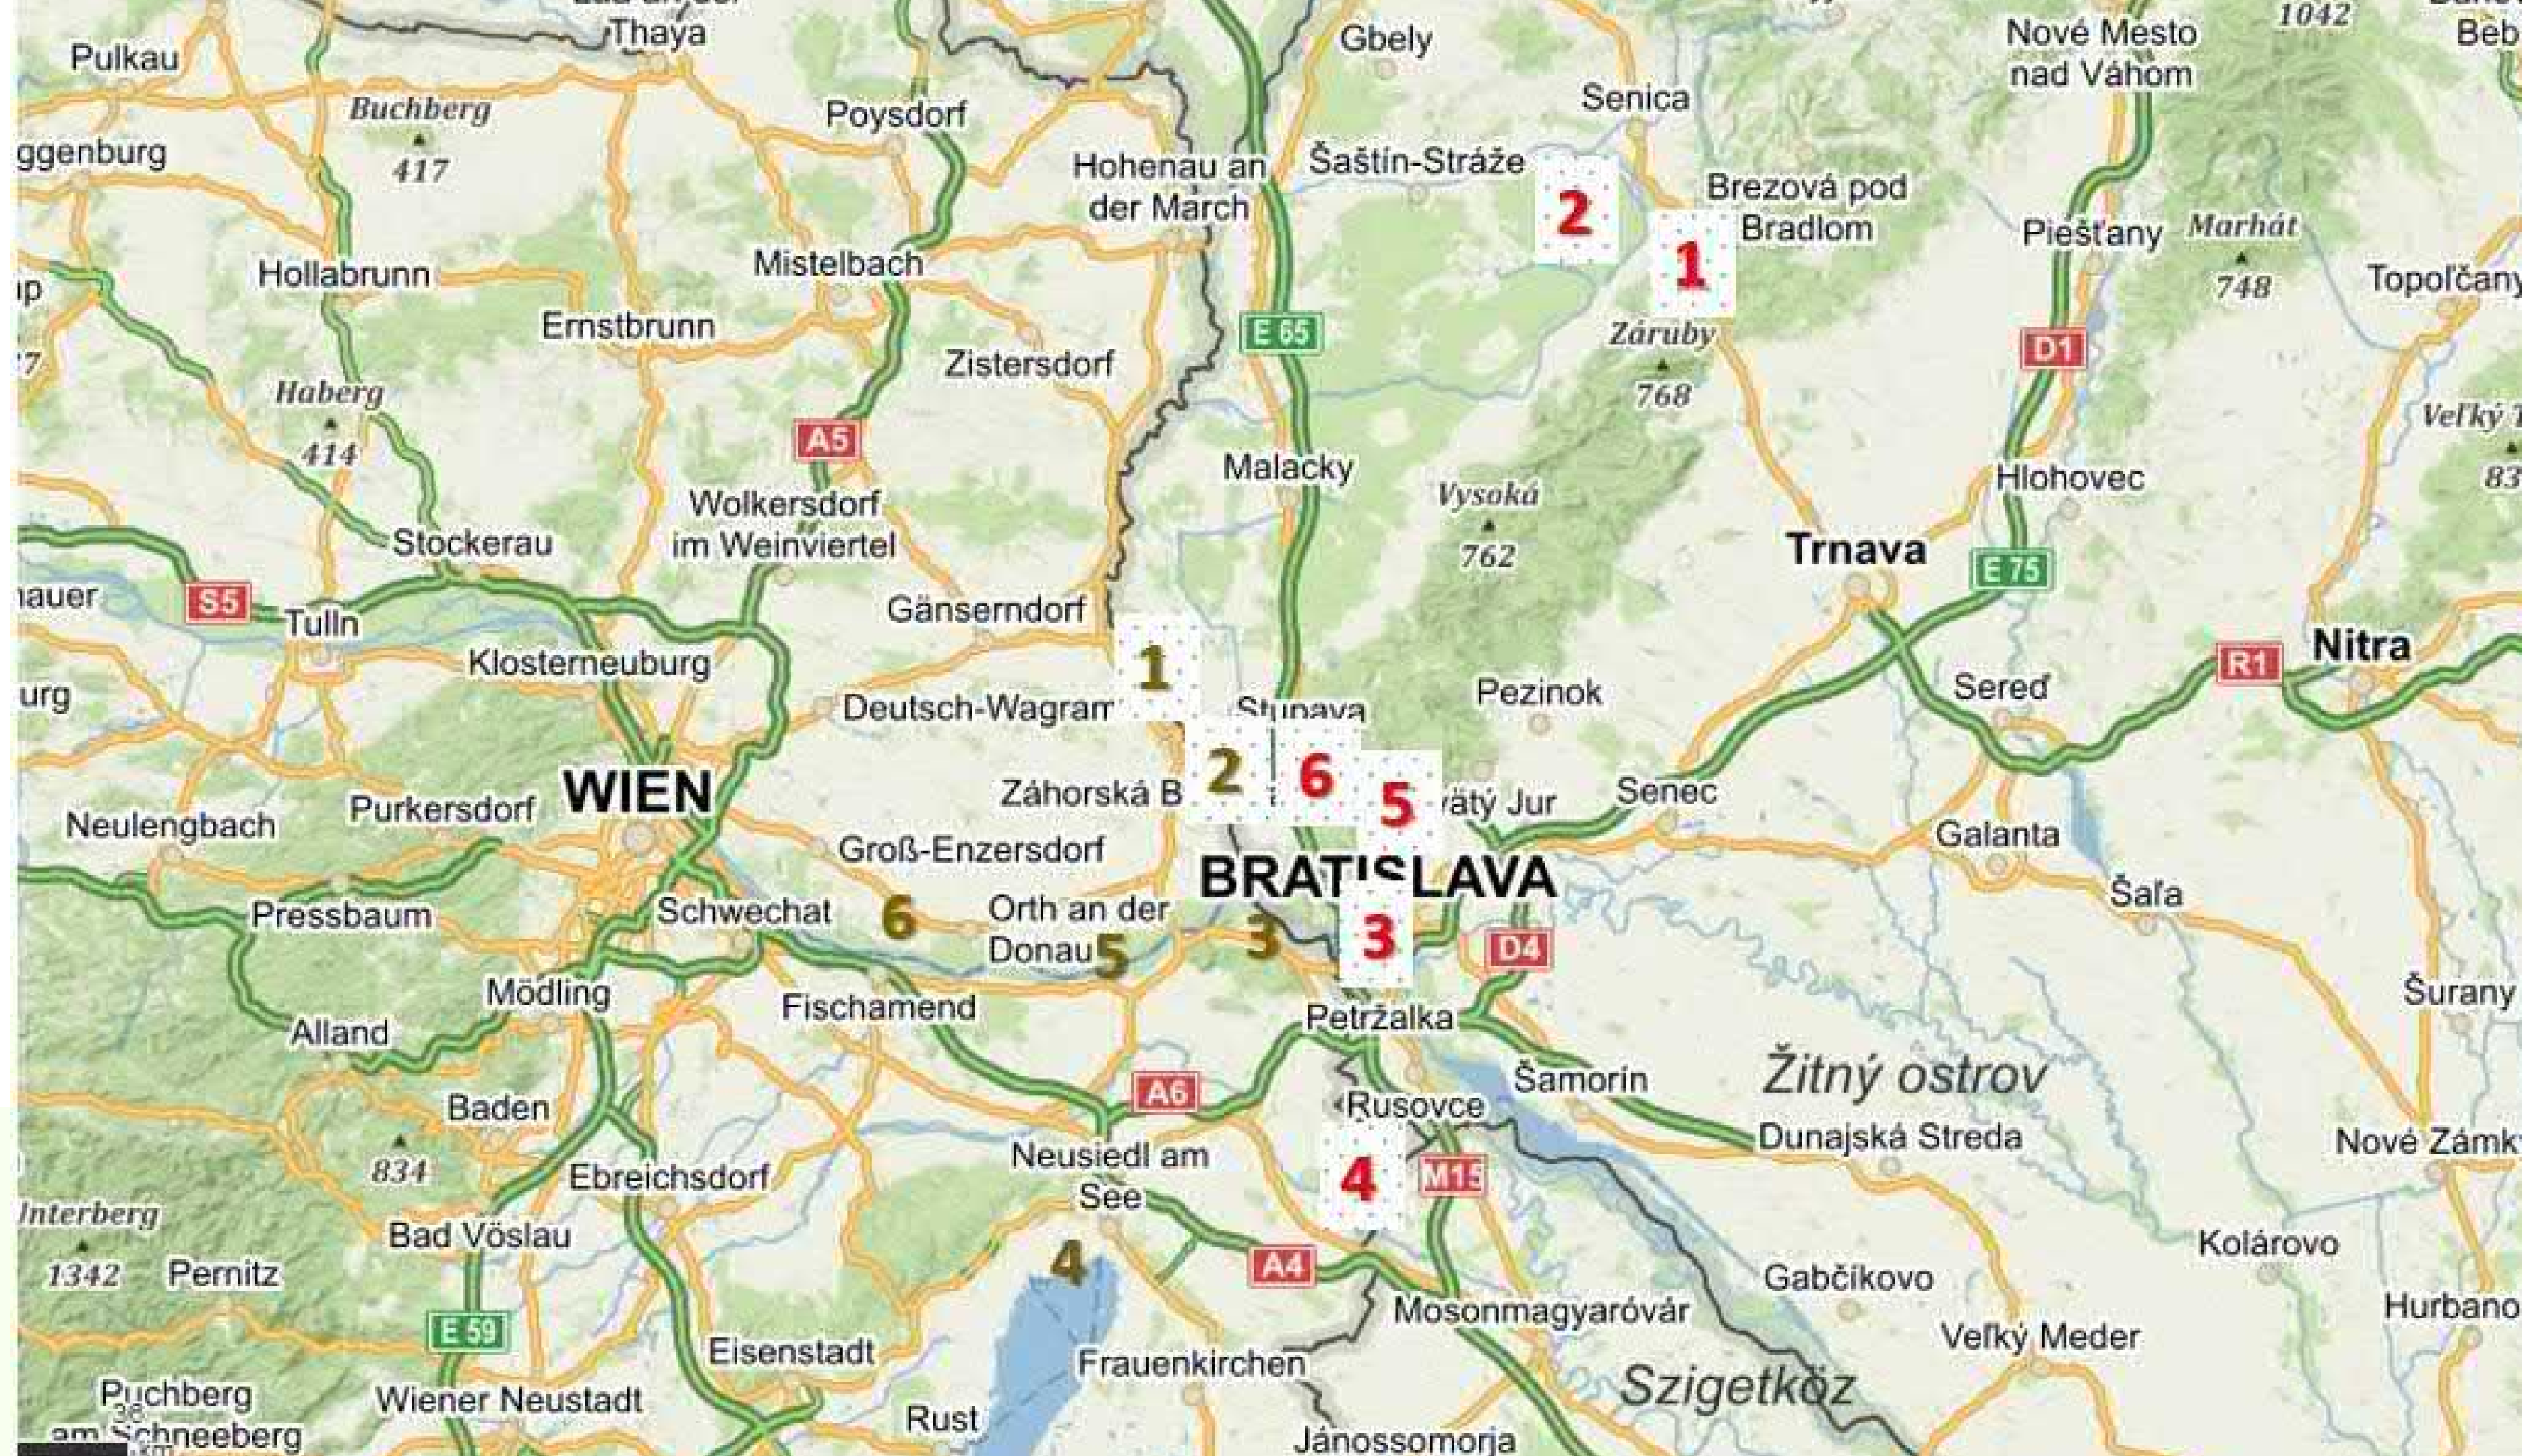 Thaya
Gbely
Nové Mesto
nad Váhom
1042
Pulkau
Buchberg
417
Poysdorf
Senica
ggenburg
Hohenau an
der March
Šaštín-Stráže
2
Brezová pod
Bradlom
Piešťany
Marhát
748
Hollabrunn
Mistelbach
1
Topoľčany
Ernstbrunn
E 65
Záruby
768
D1
Zistersdorf
Haberg
414
A5
Malacky
Vysoká
762
Hlohovec
Wolkersdorf
im Weinviertel
Stockerau
Trnava
E 75
S5
Tulln
Gänserndorf
Klosterneuburg
1
Nitra
R1
urg
Deutsch-Wagram
Stupava
Pezinok
Sereď
WIEN
Záhorská B
2
6
5
vätý Jur
Senec
Purkersdorf
Neulengbach
Groß-Enzersdorf
BRATISLAVA
Galanta
Šaľa
Pressbaum
Schwechat
6
Orth an der
Donau
5
3
3
D4
Mödling
Fischamend
Petržalka
Šurany
Alland
Žitný ostrov
Baden
834
A6
Šamorín
Rusovce
Dunajská Streda
Nové Zámk
Neusiedl am
See
4
M15
Ebreichsdorf
Bad Vöslau
1342
Pernitz
4
A4
Kolárovo
Gabčíkovo
Mosonmagyaróvár
Hurbano
E 59
Eisenstadt
Frauenkirchen
Veľký Meder
Puchberg
am Schneeberg
Wiener Neustadt
Rust
Szigetköz
Jánossomorja